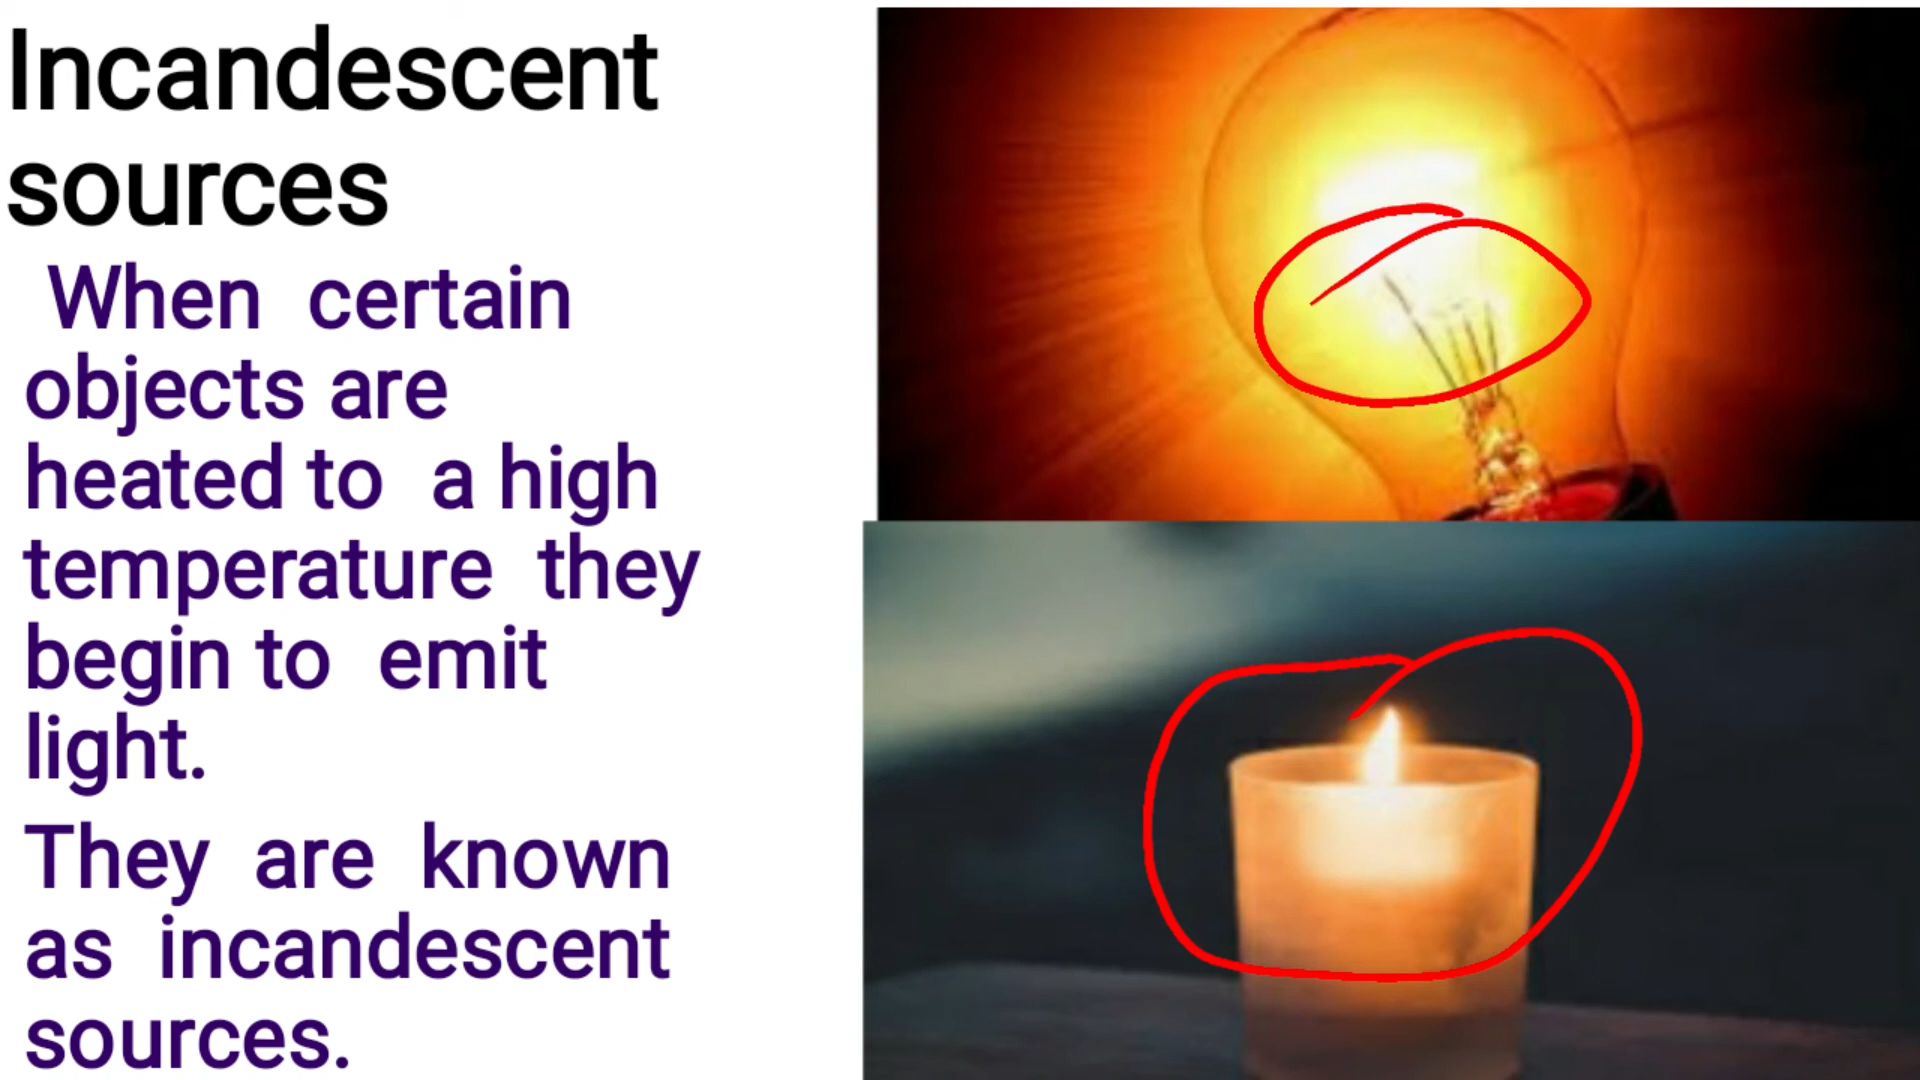 Incandescent
sources
When certain
objects are
heated to a high
temperature they
begin to emit
light.
They are known
as incandescent
sources.